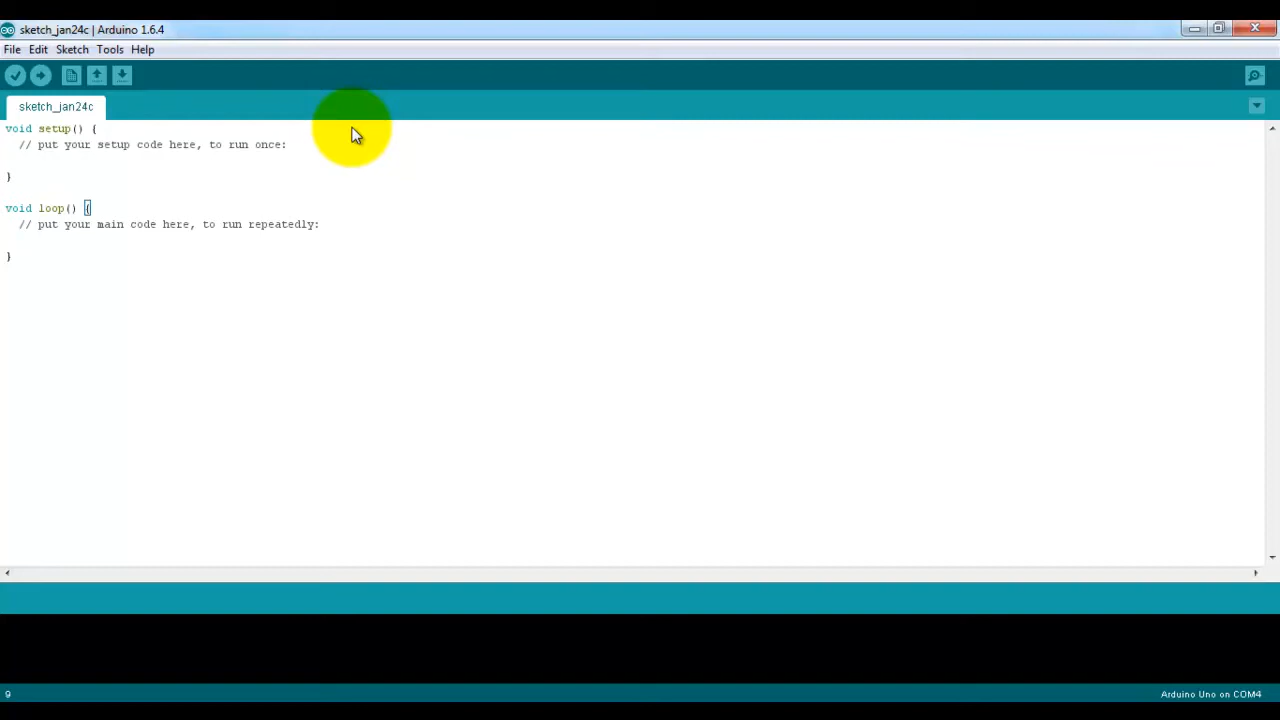 sketch_jan24c | Arduino 1.6.4
File Edit Sketch Tools Help
sketch_jan24c
void setup() {
  // put your setup code here, to run once:
}
void loop() {
  // put your main code here, to run repeatedly:
}
9
Arduino Uno on COM4